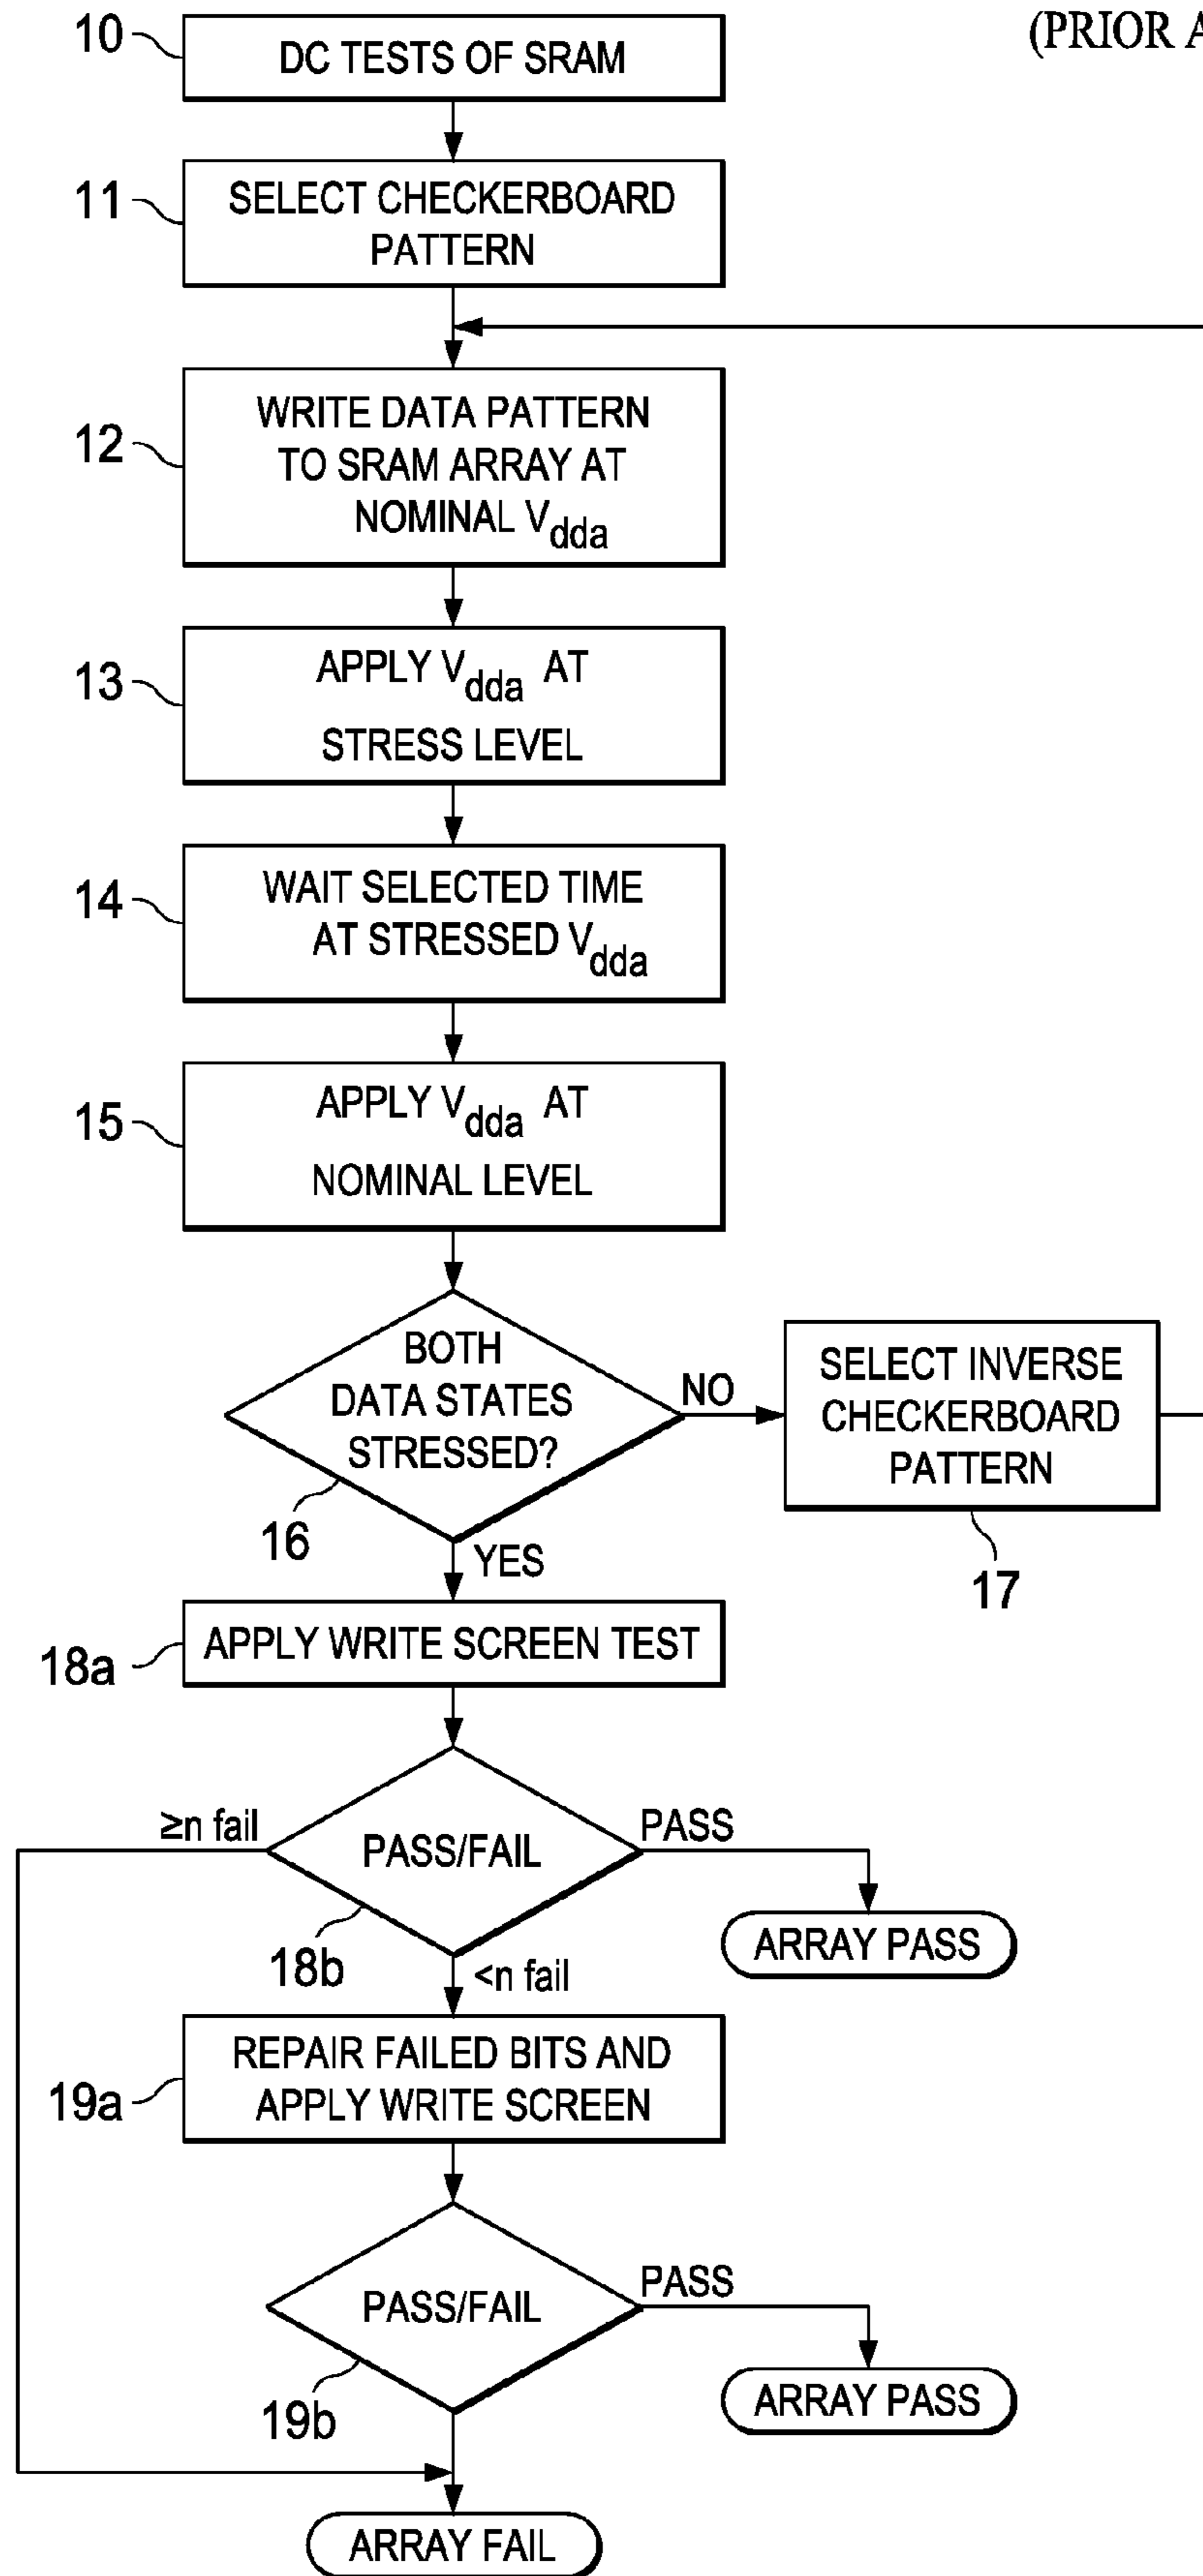 (PRIOR A
10
DC TESTS OF SRAM
11
SELECT CHECKERBOARD
PATTERN
12
WRITE DATA PATTERN
TO SRAM ARRAY AT
NOMINAL Vdda
13
APPLY Vdda AT
STRESS LEVEL
14
WAIT SELECTED TIME
AT STRESSED Vdda
15
APPLY Vdda AT
NOMINAL LEVEL
BOTH
DATA STATES
STRESSED?
16
NO
SELECT INVERSE
CHECKERBOARD
PATTERN
17
YES
18a
APPLY WRITE SCREEN TEST
≥n fail
PASS/FAIL
PASS
18b
ARRAY PASS
<n fail
19a
REPAIR FAILED BITS AND
APPLY WRITE SCREEN
PASS/FAIL
PASS
19b
ARRAY PASS
ARRAY FAIL